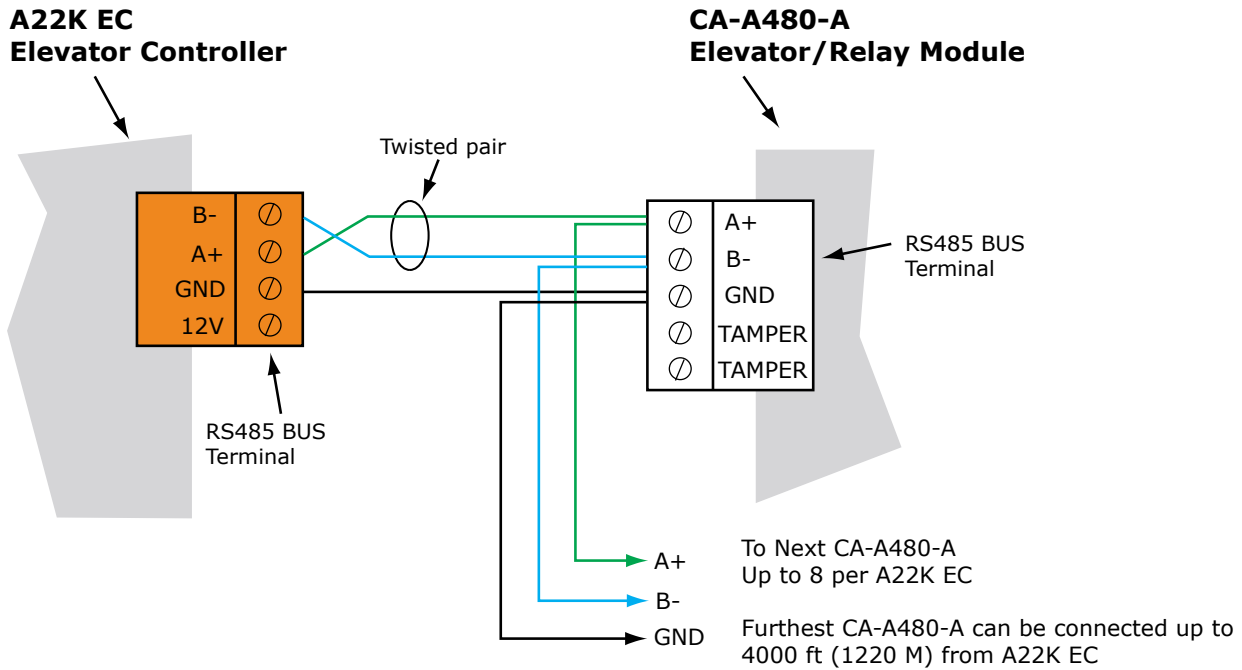 A22K EC
Elevator Controller
CA-A480-A
Elevator/Relay Module
Twisted pair
B-
A+
GND
12V
A+
B-
GND
TAMPER
TAMPER
RS485 BUS
Terminal
RS485 BUS
Terminal
A+
B-
GND
To Next CA-A480-A
Up to 8 per A22K EC
Furthest CA-A480-A can be connected up to
4000 ft (1220 M) from A22K EC